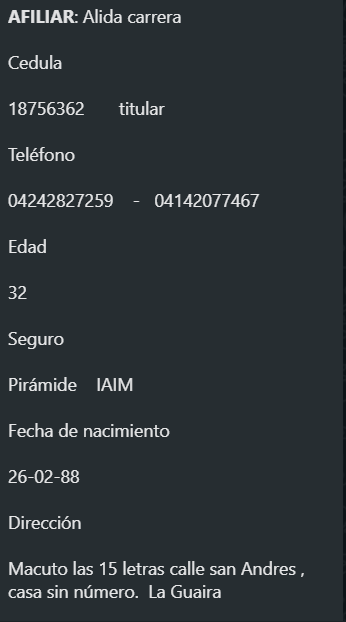 AFILIAR: Alida carrera
Cedula
18756362 titular
Teléfono
04242827259 - 04142077467
Edad
32
Seguro
Pirámide IAIM
Fecha de nacimiento
26-02-88
Dirección
Macuto las 15 letras calle san Andres ,
casa sin número. La Guaira